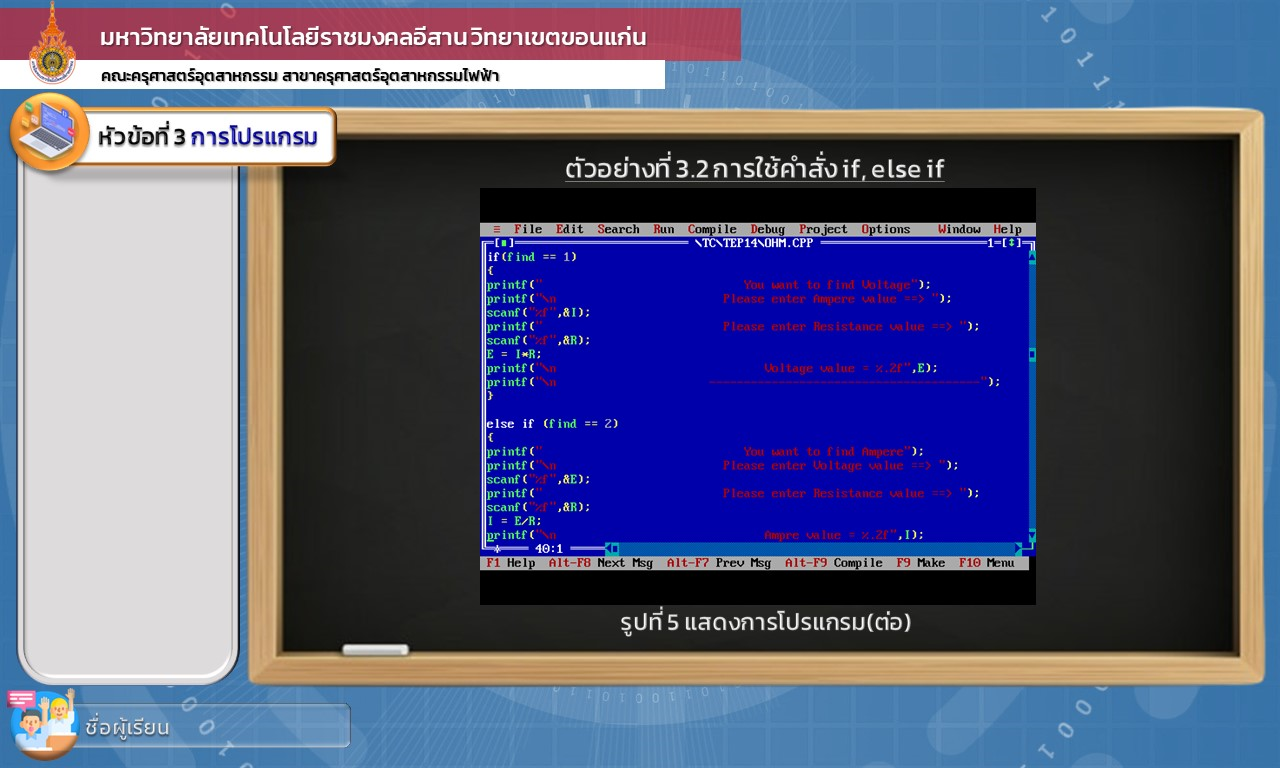 มหาวิทยาลัยเทคโนโลยีราชมงคลอีสาน วิทยาเขตขอนแก่น
คณะครุศาสตร์อุตสาหกรรม สาขาครุศาสตร์อุตสาหกรรมไฟฟ้า
หัวข้อที่ 3 การโปรแกรม
ตัวอย่างที่ 3.2 การใช้คำสั่ง if, else if
≡ File Edit Search Run Compile Debug Project Options Window Help
[■] \TC\TEP14\OHM.CPP 1=[↕]
if(find == 1)
{
printf(" You want to find Voltage");
printf("\n Please enter Ampere value ==> ");
scanf("%f",&I);
printf(" Please enter Resistance value ==> ");
scanf("%f",&R);
E = I*R;
printf("\n Voltage value = %.2f",E);
printf("\n ---------------------------------------");
}
else if (find == 2)
{
printf(" You want to find Ampere");
printf("\n Please enter Voltage value ==> ");
scanf("%f",&E);
printf(" Please enter Resistance value ==> ");
scanf("%f",&R);
I = E/R;
printf("\n Ampre value = %.2f",I);
* 40:1
F1 Help Alt-F8 Next Msg Alt-F7 Prev Msg Alt-F9 Compile F9 Make F10 Menu
รูปที่ 5 แสดงการโปรแกรม(ต่อ)
ชื่อผู้เรียน